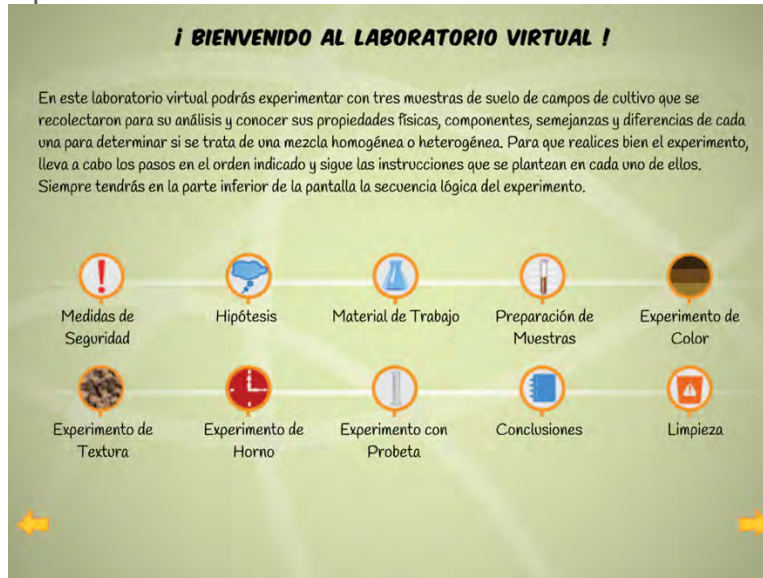 ¡ BIENVENIDO AL LABORATORIO VIRTUAL !
En este laboratorio virtual podrás experimentar con tres muestras de suelo de campos de cultivo que se
recolectaron para su análisis y conocer sus propiedades físicas, componentes, semejanzas y diferencias de cada
una para determinar si se trata de una mezcla homogénea o heterogénea. Para que realices bien el experimento,
lleva a cabo los pasos en el orden indicado y sigue las instrucciones que se plantean en cada uno de ellos.
Siempre tendrás en la parte inferior de la pantalla la secuencia lógica del experimento.
Medidas de
Seguridad
Hipótesis
Material de Trabajo
Preparación de
Muestras
Experimento de
Color
Experimento de
Textura
Experimento de
Horno
Experimento con
Probeta
Conclusiones
Limpieza